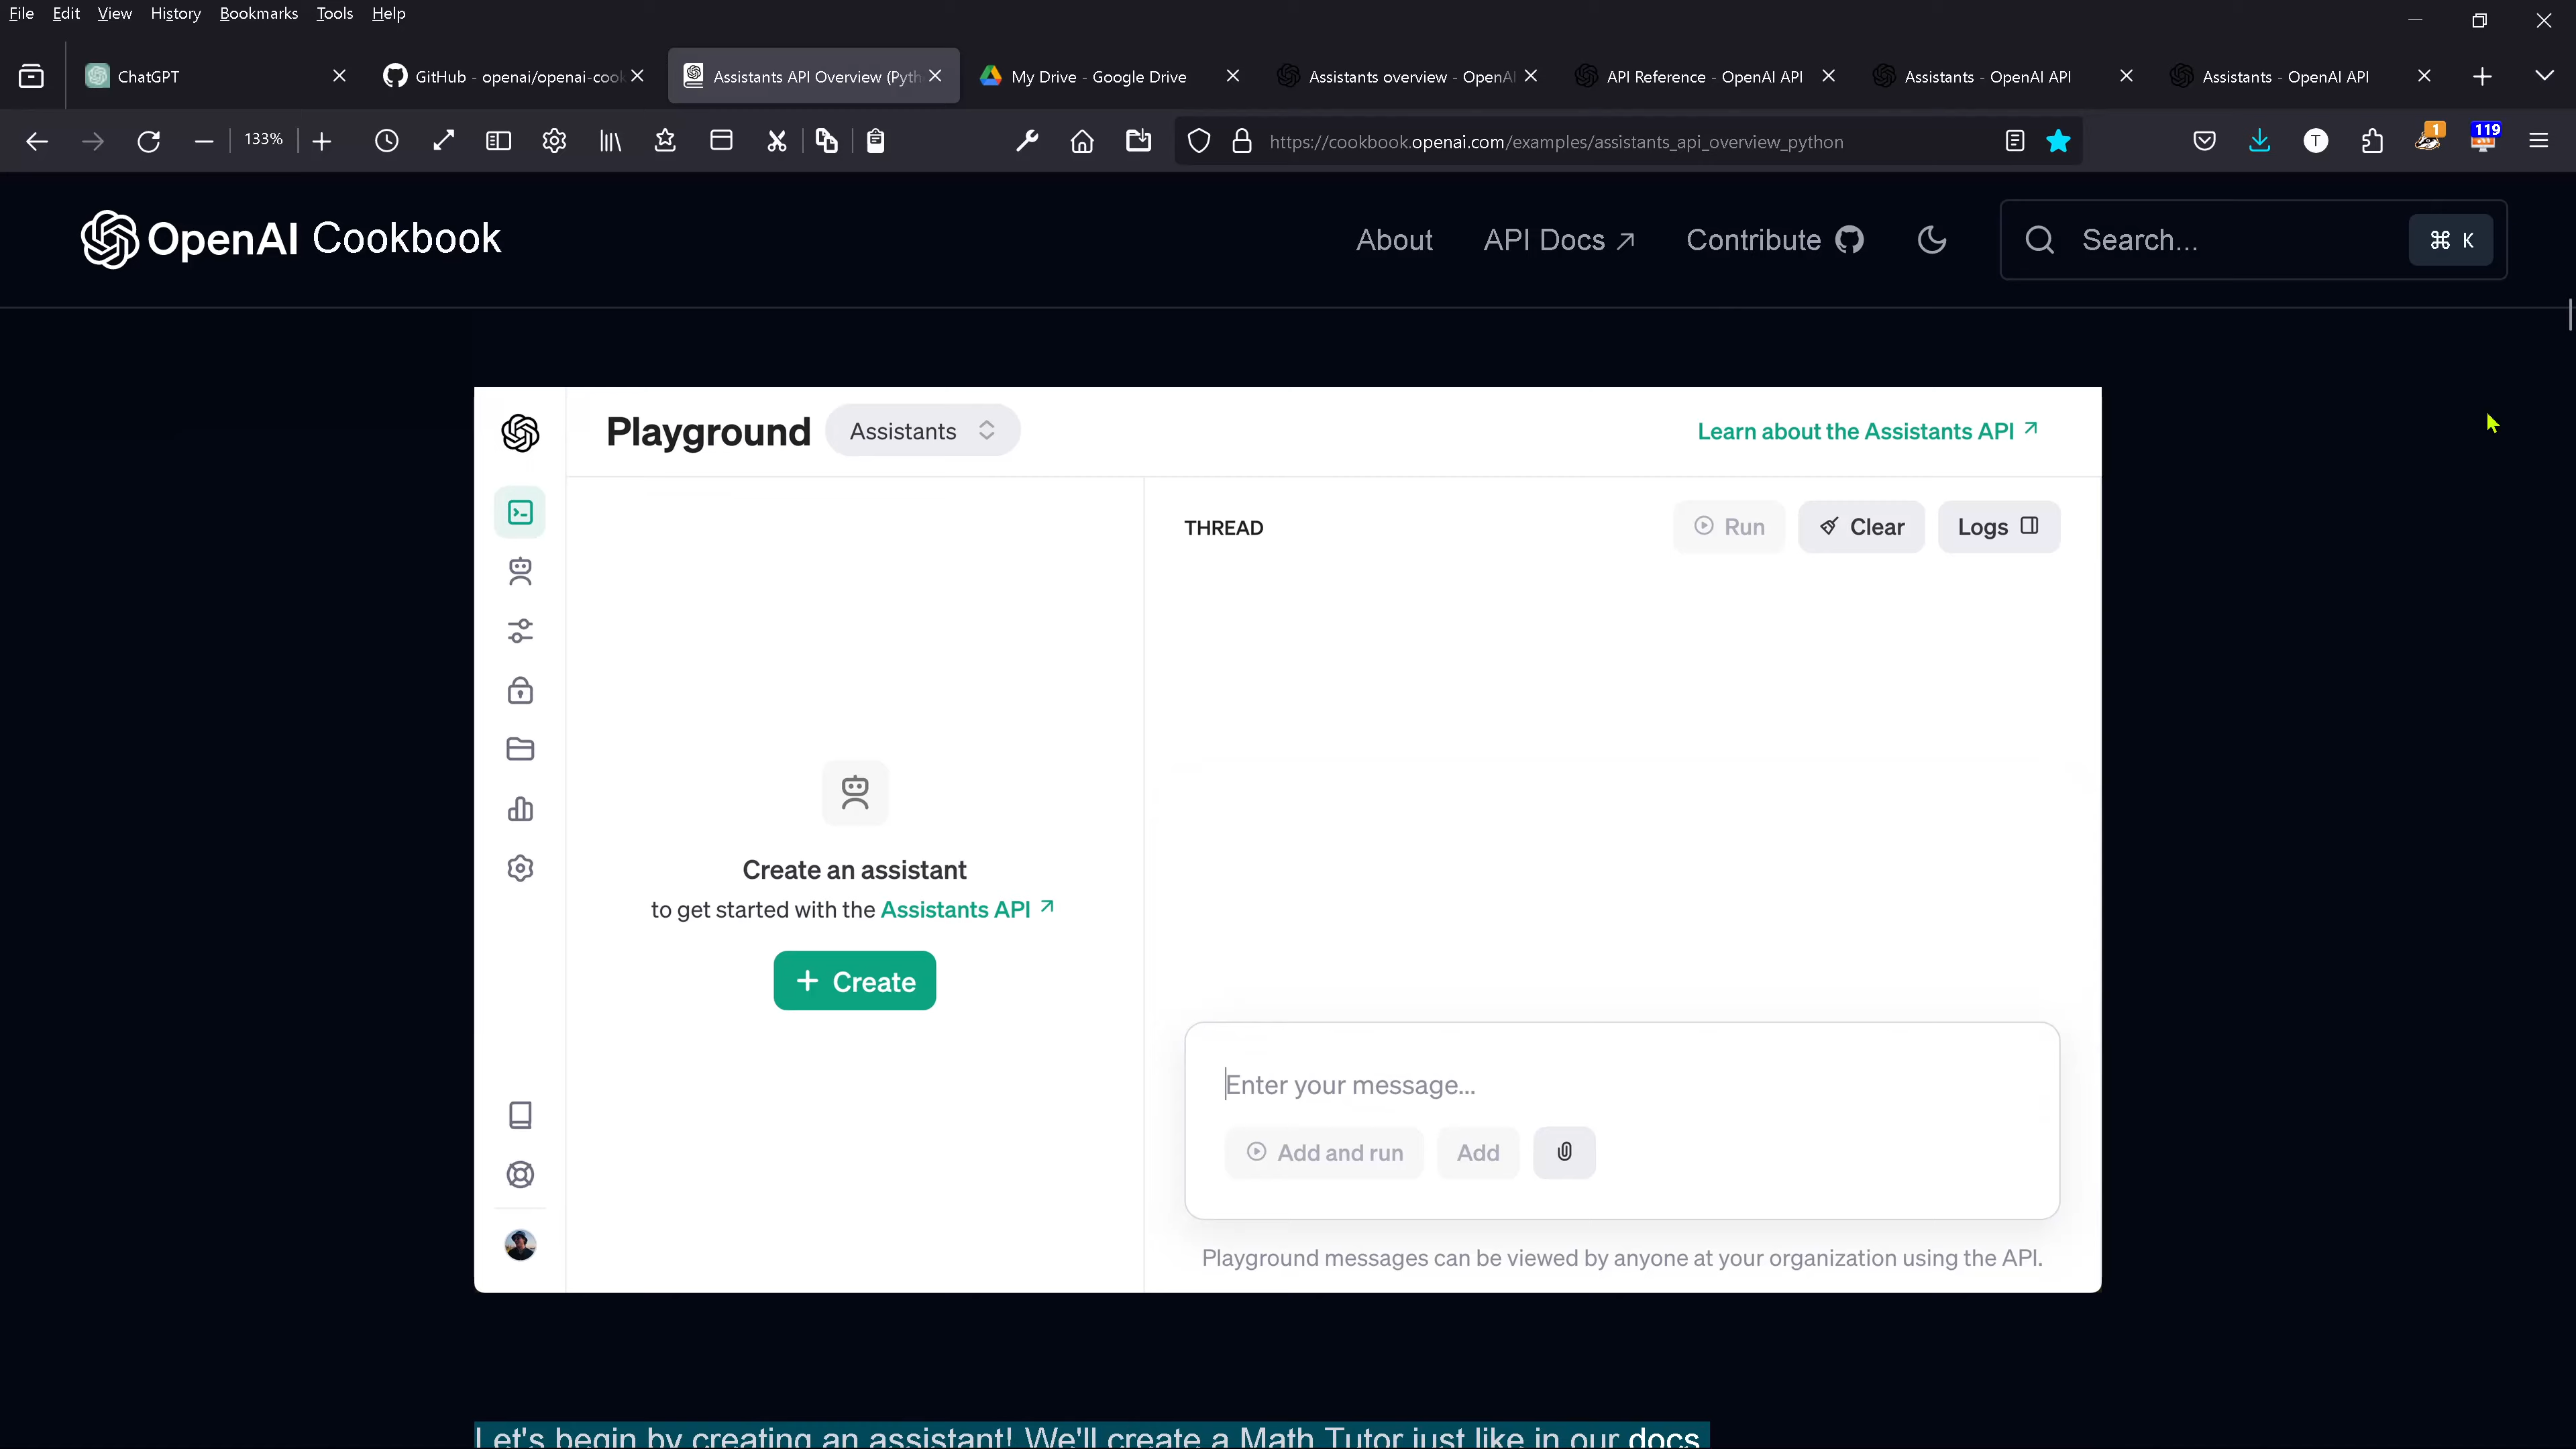 File Edit View History Bookmarks Tools Help
ChatGPT
GitHub - openai/openai-cook
Assistants API Overview (Pyth
My Drive - Google Drive
Assistants overview - OpenAI
API Reference - OpenAI API
Assistants - OpenAI API
Assistants - OpenAI API
133%
https://cookbook.openai.com/examples/assistants_api_overview_python
T
1
119
OpenAI Cookbook
About
API Docs
Contribute
Search...
⌘ K
Playground
Assistants
Learn about the Assistants API
THREAD
Run
Clear
Logs
Create an assistant
to get started with the Assistants API
+ Create
Enter your message...
Add and run
Add
Playground messages can be viewed by anyone at your organization using the API.
Let's begin by creating an assistant! We'll create a Math Tutor just like in our docs